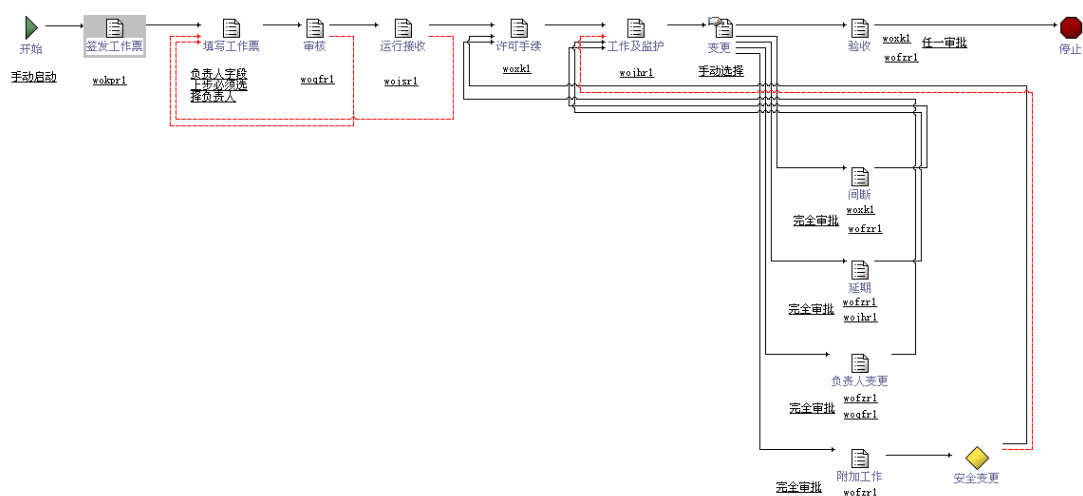 开始
手动启动
签发工作票
wokpr1
填写工作票
负责人字段
上步必须选
择负责人
审核
woqfr1
运行接收
wojsr1
许可手续
woxk1
工作及监护
wojhr1
变更
手动选择
验收
woxk1
wofzr1
任一审批
停止
间断
完全审批
woxk1
wofzr1
延期
完全审批
wofzr1
wojhr1
负责人变更
完全审批
wofzr1
woqfr1
附加工作
完全审批
wofzr1
安全变更